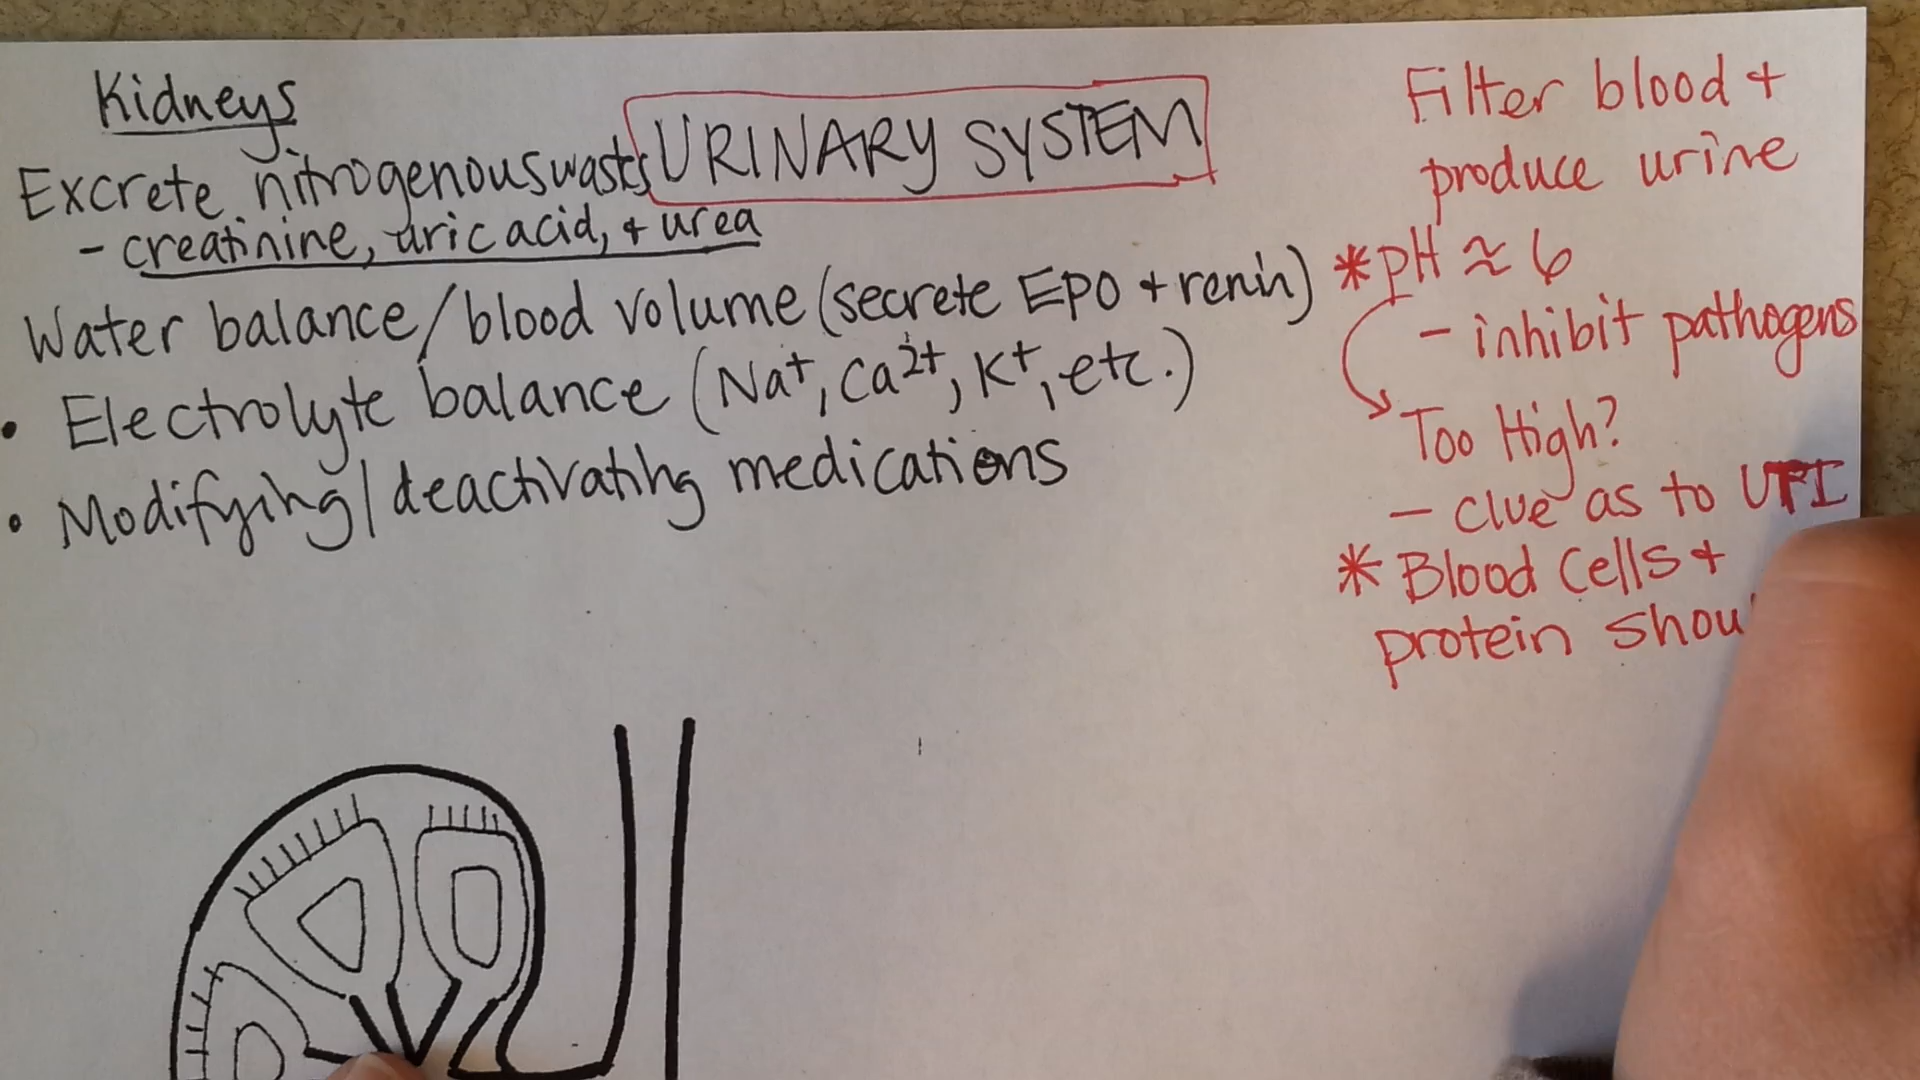 Kidneys
URINARY SYSTEM
Excrete nitrogenous wastes
- creatinine, uric acid, + urea
Water balance/blood volume (secrete EPO + renin)
• Electrolyte balance (Na+, Ca2+, K+, etc.)
• Modifying/deactivating medications
Filter blood +
produce urine
* pH ≈ 6
- inhibit pathogens
Too High?
- clue as to UTI
* Blood cells +
protein shou